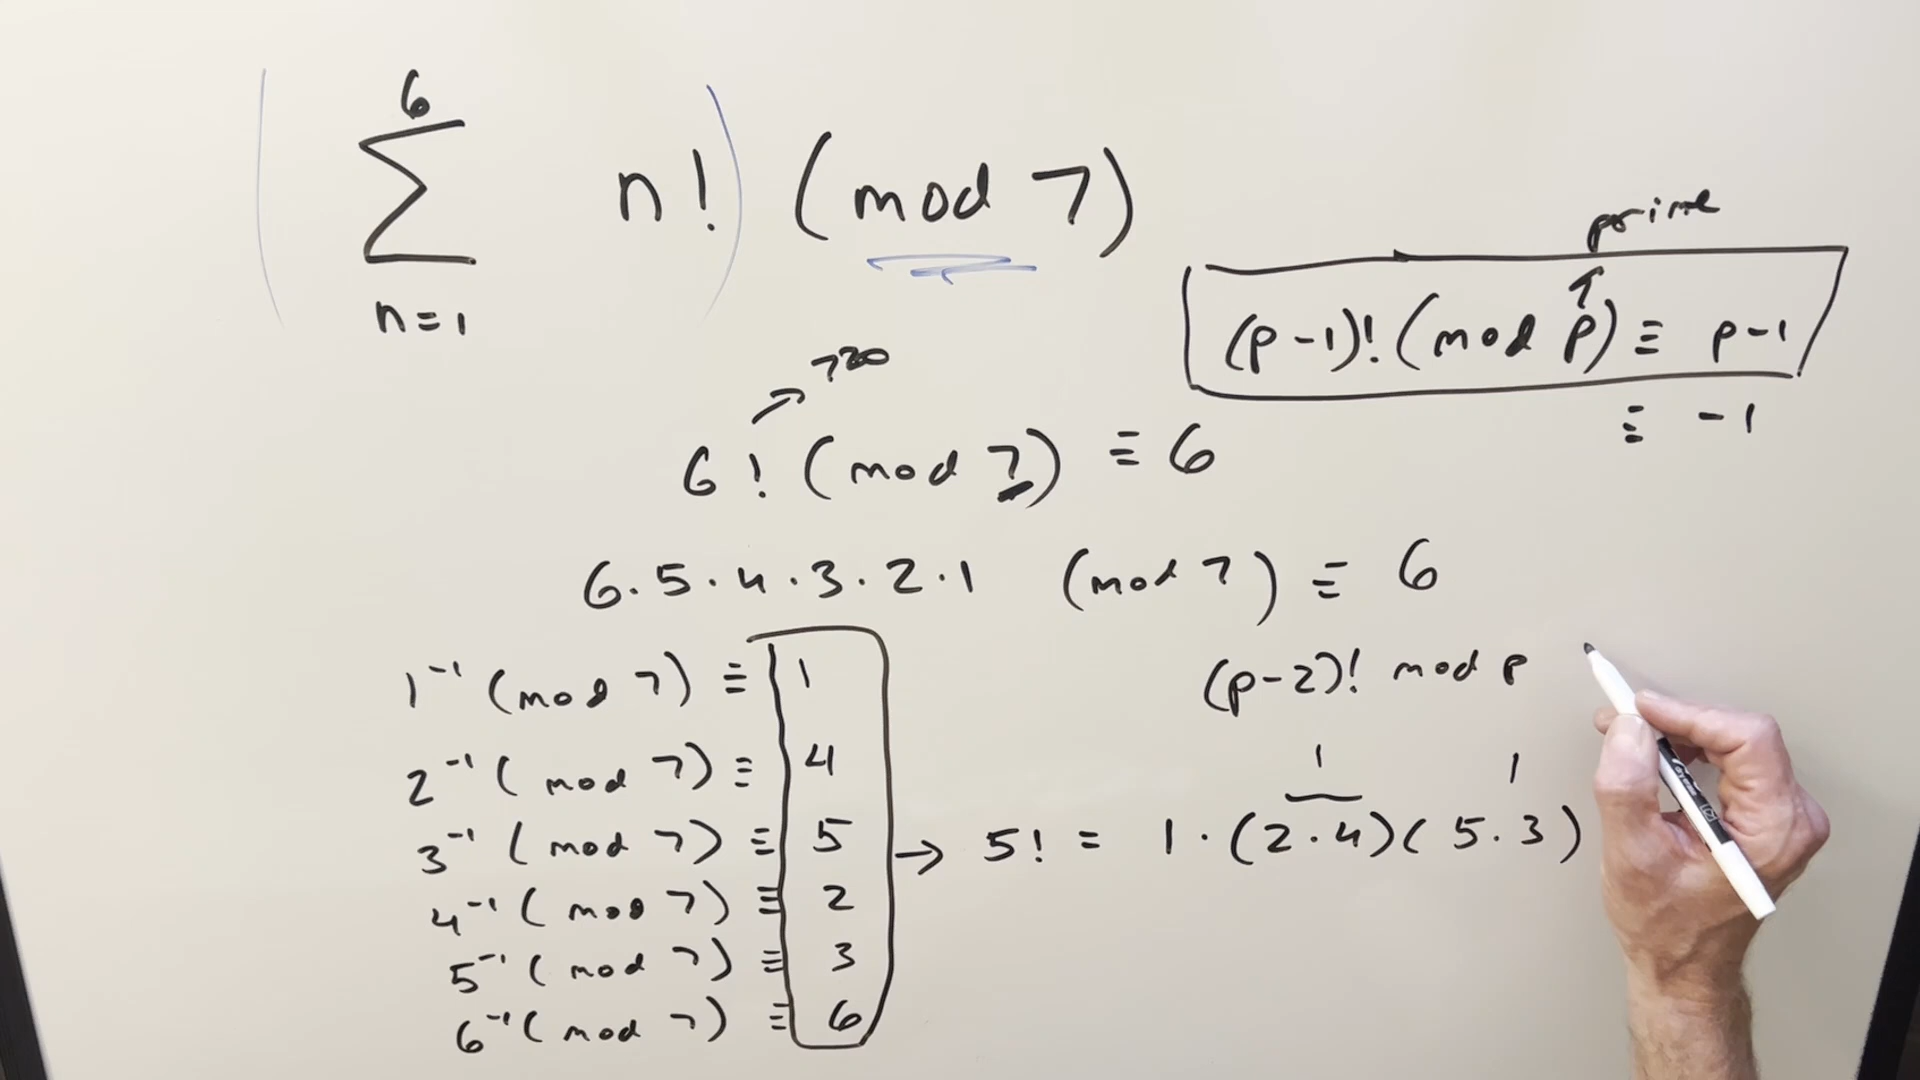 6
( ∑ n! ) (mod 7)
n=1
prime
↑
(p-1)! (mod p) ≡ p-1
≡ -1
→ 720
6! (mod 7) ≡ 6
6·5·4·3·2·1 (mod 7) ≡ 6
(p-2)! mod p
1⁻¹ (mod 7) ≡ 1
2⁻¹ (mod 7) ≡ 4
1 1
3⁻¹ (mod 7) ≡ 5 → 5! = 1·(2·4)(5·3)
4⁻¹ (mod 7) ≡ 2
5⁻¹ (mod 7) ≡ 3
6⁻¹ (mod 7) ≡ 6